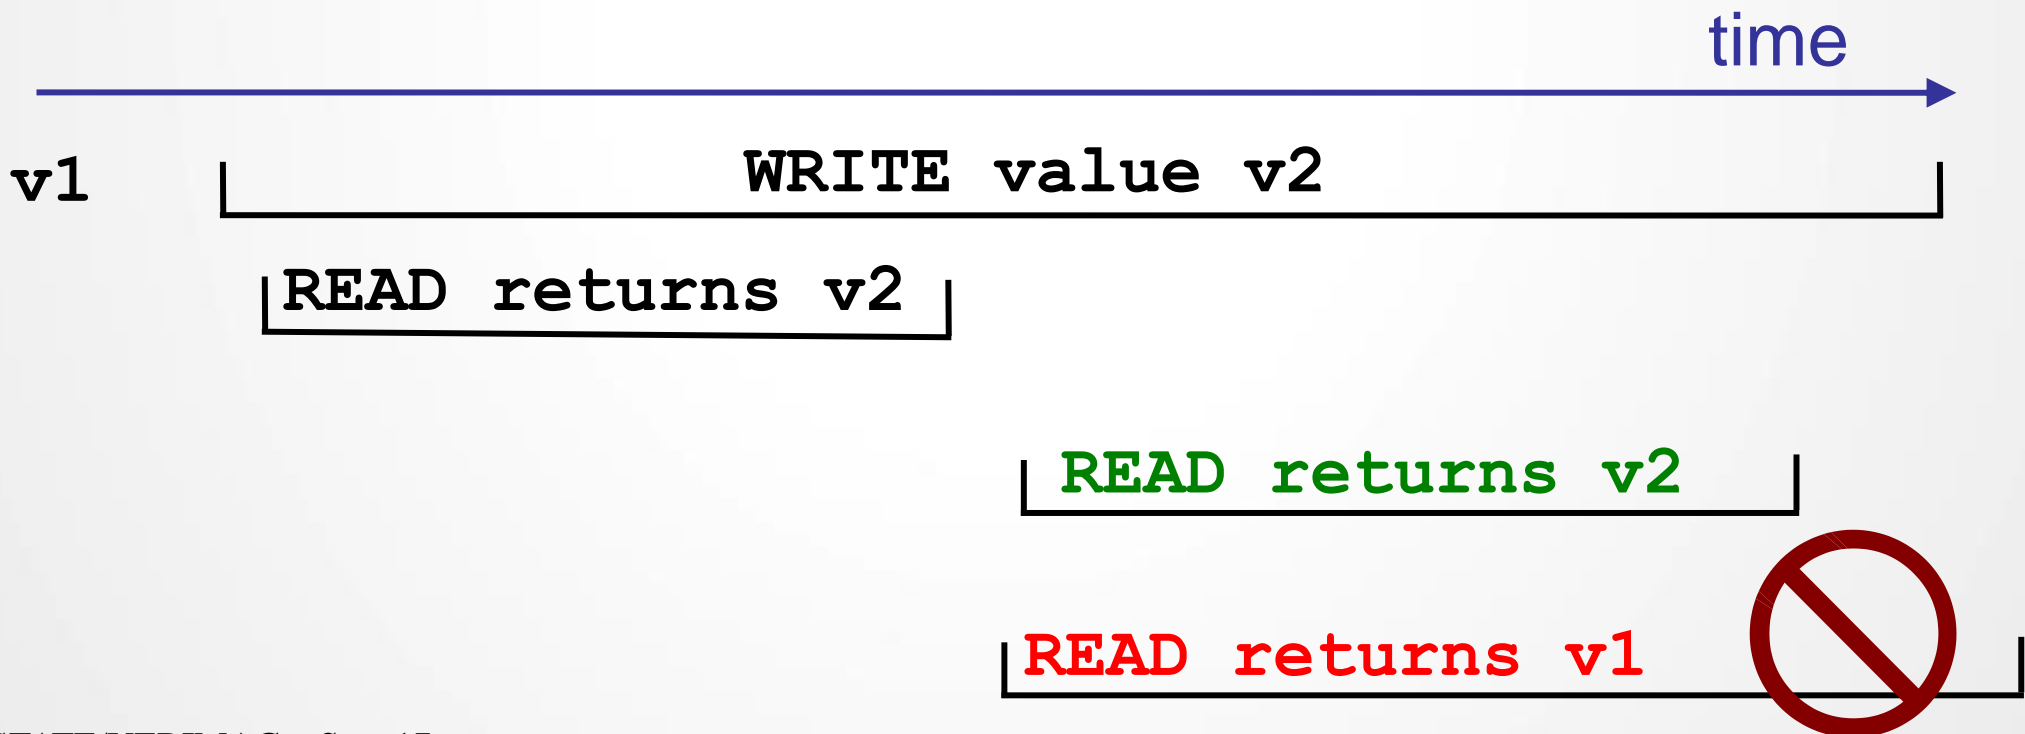 time
v1
WRITE value v2
READ returns v2
READ returns v2
READ returns v1